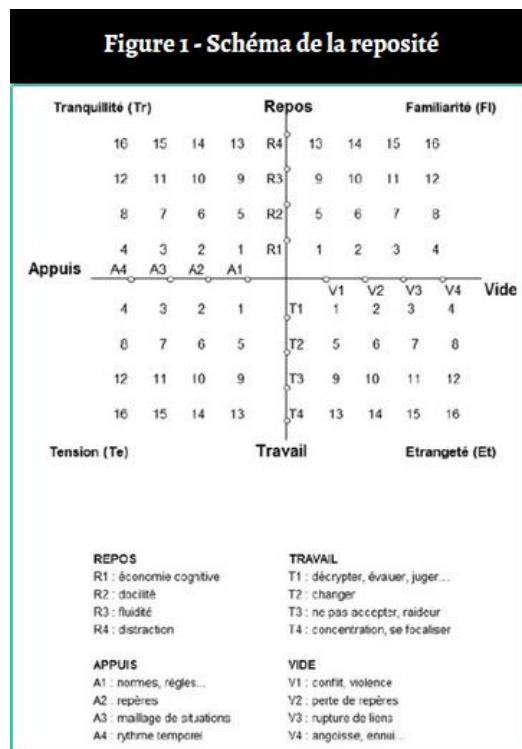 Figure 1 - Schéma de la reposité
Tranquillité (Tr) Repos Familiarité (Fl)
16 15 14 13 R4 13 14 15 16
12 11 10 9 R3 9 10 11 12
8 7 6 5 R2 5 6 7 8
4 3 2 1 R1 1 2 3 4
Appuis A4 A3 A2 A1 V1 V2 V3 V4 Vide
4 3 2 1 T1 1 2 3 4
8 7 6 5 T2 5 6 7 8
12 11 10 9 T3 9 10 11 12
16 15 14 13 T4 13 14 15 16
Tension (Te) Travail Etrangeté (Et)
REPOS
R1 : économie cognitive
R2 : docilité
R3 : fluidité
R4 : distraction
TRAVAIL
T1 : décrypter, évaluer, juger...
T2 : changer
T3 : ne pas accepter, raideur
T4 : concentration, se focaliser
APPUIS
A1 : normes, règles...
A2 : repères
A3 : maillage de situations
A4 : rythme temporel
VIDE
V1 : conflit, violence
V2 : perte de repères
V3 : rupture de liens
V4 : angoisse, ennui...